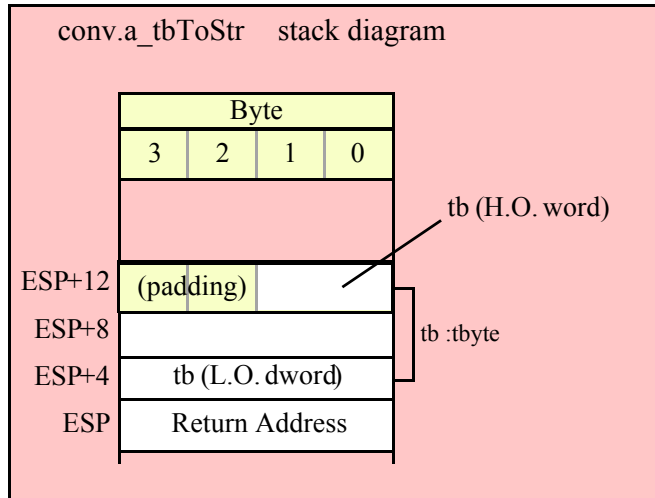 conv.a_tbToStr stack diagram
Byte
3 2 1 0
tb (H.O. word)
ESP+12 (padding)
ESP+8 tb :tbyte
ESP+4 tb (L.O. dword)
ESP Return Address